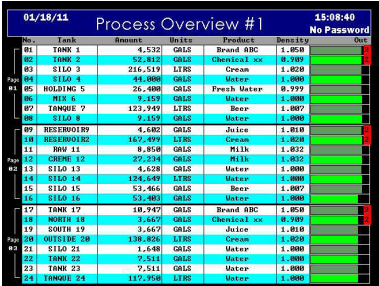 01/18/11 Process Overview #1 15:08:40
No Password
No. Tank Amount Units Product Density Out
01 TANK 1 4,532 GALS Brand ABC 1.050
02 TANK 2 52,812 GALS Chemical xx 0.909
03 SILO 3 216,519 LTRS Cream 1.020
Page 04 SILO 4 44,000 GALS Water 1.000
01 05 HOLDING 5 26,400 GALS Fresh Water 0.999
06 MIX 6 9,159 GALS Water 1.000
07 TANQUE 7 123,949 LTRS Beer 1.007
08 SILO 8 9,159 GALS Water 1.000
09 RESERVOIR9 4,602 GALS Juice 1.010
10 RESERVOIR 167,499 LTRS Cream 1.020
11 RAW 11 8,850 GALS Milk 1.032
Page 12 CREME 12 27,234 GALS Milk 1.032
02 13 SILO 13 4,628 GALS Water 1.000
14 SILO 14 124,649 LTRS Water 1.000
15 SILO 15 53,466 GALS Beer 1.007
16 SILO 16 53,403 GALS Water 1.000
17 TANK 17 10,947 GALS Brand ABC 1.050
18 NORTH 18 3,667 GALS Chemical xx 0.909
19 SOUTH 19 3,667 GALS Juice 1.010
Page 20 OUTSIDE 20 138,826 LTRS Cream 1.020
03 21 SILO 21 1,648 GALS Water 1.000
22 TANK 22 7,511 GALS Water 1.000
23 TANK 23 7,511 GALS Water 1.000
24 TANQUE 24 117,950 LTRS Water 1.000